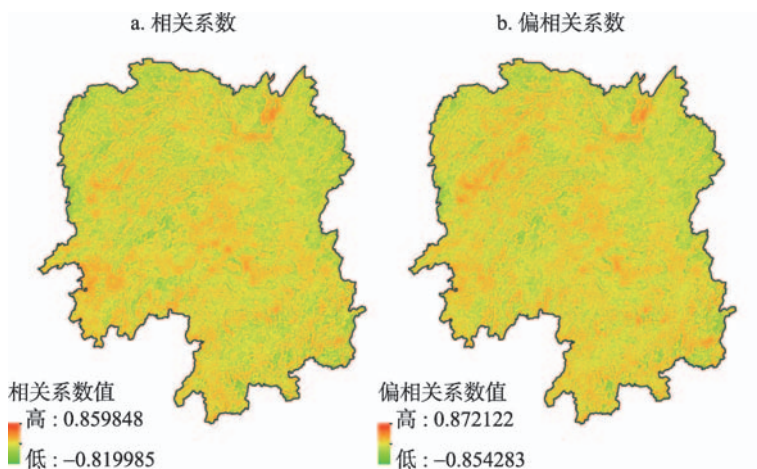 a. 相关系数
b. 偏相关系数
相关系数值
高 : 0.859848
低 : −0.819985
偏相关系数值
高 : 0.872122
低 : −0.854283